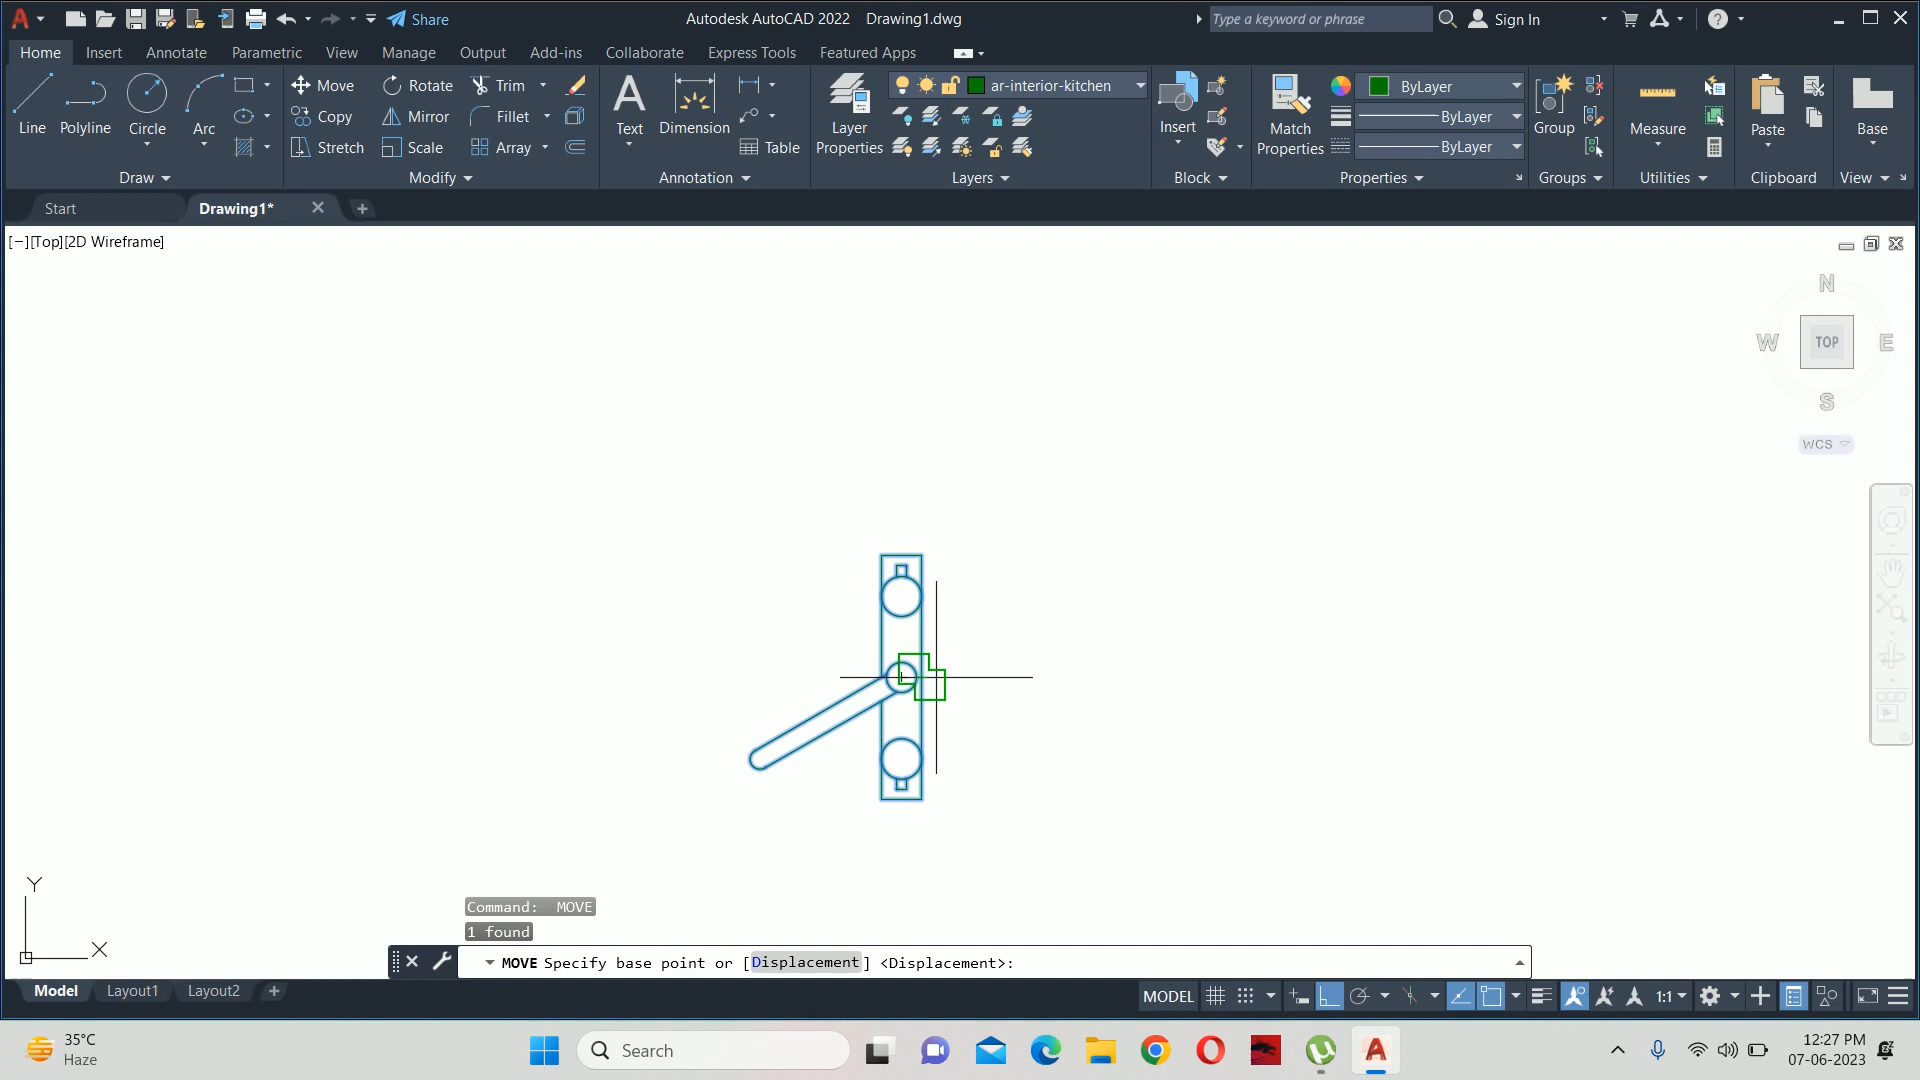 Share
Autodesk AutoCAD 2022 Drawing1.dwg
Type a keyword or phrase
Sign In
Home Insert Annotate Parametric View Manage Output Add-ins Collaborate Express Tools Featured Apps
Line
Polyline
Circle
Arc
Draw
Move Rotate Trim
Copy Mirror Fillet
Stretch Scale Array
Modify
Text
Dimension
Table
Annotation
Layer
Properties
ar-interior-kitchen
Layers
Insert
Block
Match
Properties
ByLayer
ByLayer
ByLayer
Properties
Group
Groups
Measure
Utilities
Paste
Clipboard
Base
View
Start Drawing1*
[−][Top][2D Wireframe]
N
W TOP E
S
WCS
Y
X
Command: MOVE
1 found
MOVE Specify base point or [Displacement] <Displacement>:
Model Layout1 Layout2
MODEL
1:1
35°C
Haze
Search
12:27 PM
07-06-2023